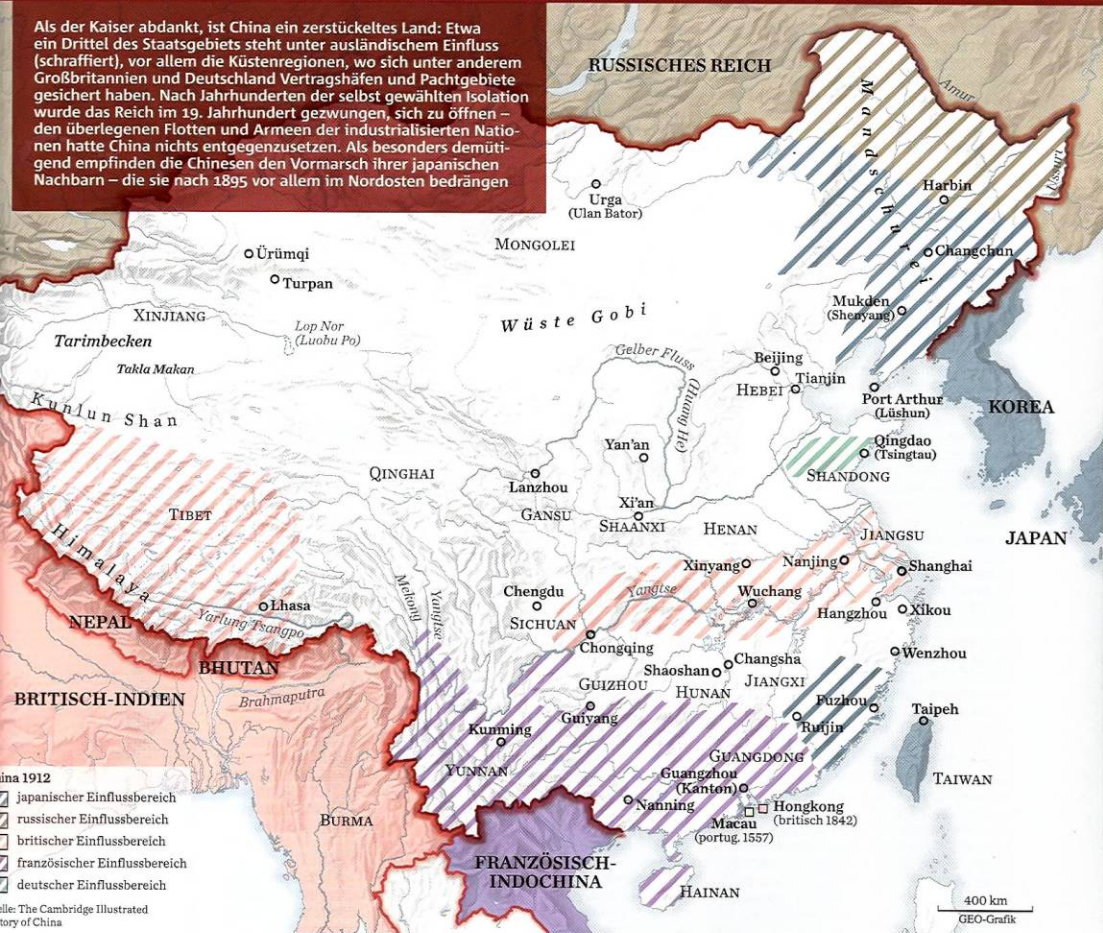 Als der Kaiser abdankt, ist China ein zerstückeltes Land: Etwa
ein Drittel des Staatsgebiets steht unter ausländischem Einfluss
(schraffiert), vor allem die Küstenregionen, wo sich unter anderem
Großbritannien und Deutschland Vertragshäfen und Pachtgebiete
gesichert haben. Nach Jahrhunderten der selbst gewählten Isolation
wurde das Reich im 19. Jahrhundert gezwungen, sich zu öffnen –
den überlegenen Flotten und Armeen der industrialisierten Natio-
nen hatte China nichts entgegenzusetzen. Als besonders demüti-
gend empfinden die Chinesen den Vormarsch ihrer japanischen
Nachbarn – die sie nach 1895 vor allem im Nordosten bedrängen
RUSSISCHES REICH
Amur
Mandschurei
Ussuri
Harbin
Urga
(Ulan Bator)
MONGOLEI
Changchun
Ürümqi
Turpan
Mukden
(Shenyang)
XINJIANG
Wüste Gobi
Lop Nor
(Luobu Po)
Tarimbecken
Takla Makan
Gelber Fluss
(Huang He)
Beijing
HEBEI
Tianjin
Port Arthur
(Lüshun)
KOREA
Kunlun Shan
Qingdao
(Tsingtau)
SHANDONG
Yan'an
QINGHAI
Lanzhou
GANSU
Xi'an
SHAANXI
HENAN
JIANGSU
JAPAN
TIBET
Himalaya
Xinyang
Nanjing
Shanghai
Mekong
Yangtse
Chengdu
SICHUAN
Yangtse
Wuchang
Hangzhou
Xikou
Lhasa
Yarlung Tsangpo
NEPAL
BHUTAN
Chongqing
Wenzhou
Shaoshan
Changsha
GUIZHOU
HUNAN
JIANGXI
BRITISCH-INDIEN
Brahmaputra
Guiyang
Fuzhou
Taipeh
Ruijin
Kunming
YUNNAN
GUANGDONG
Guangzhou
(Kanton)
TAIWAN
Nanning
Hongkong
(britisch 1842)
Macau
(portug. 1557)
BURMA
FRANZÖSISCH-
INDOCHINA
HAINAN
ina 1912
japanischer Einflussbereich
russischer Einflussbereich
britischer Einflussbereich
französischer Einflussbereich
deutscher Einflussbereich
elle: The Cambridge Illustrated
tory of China
400 km
GEO-Grafik